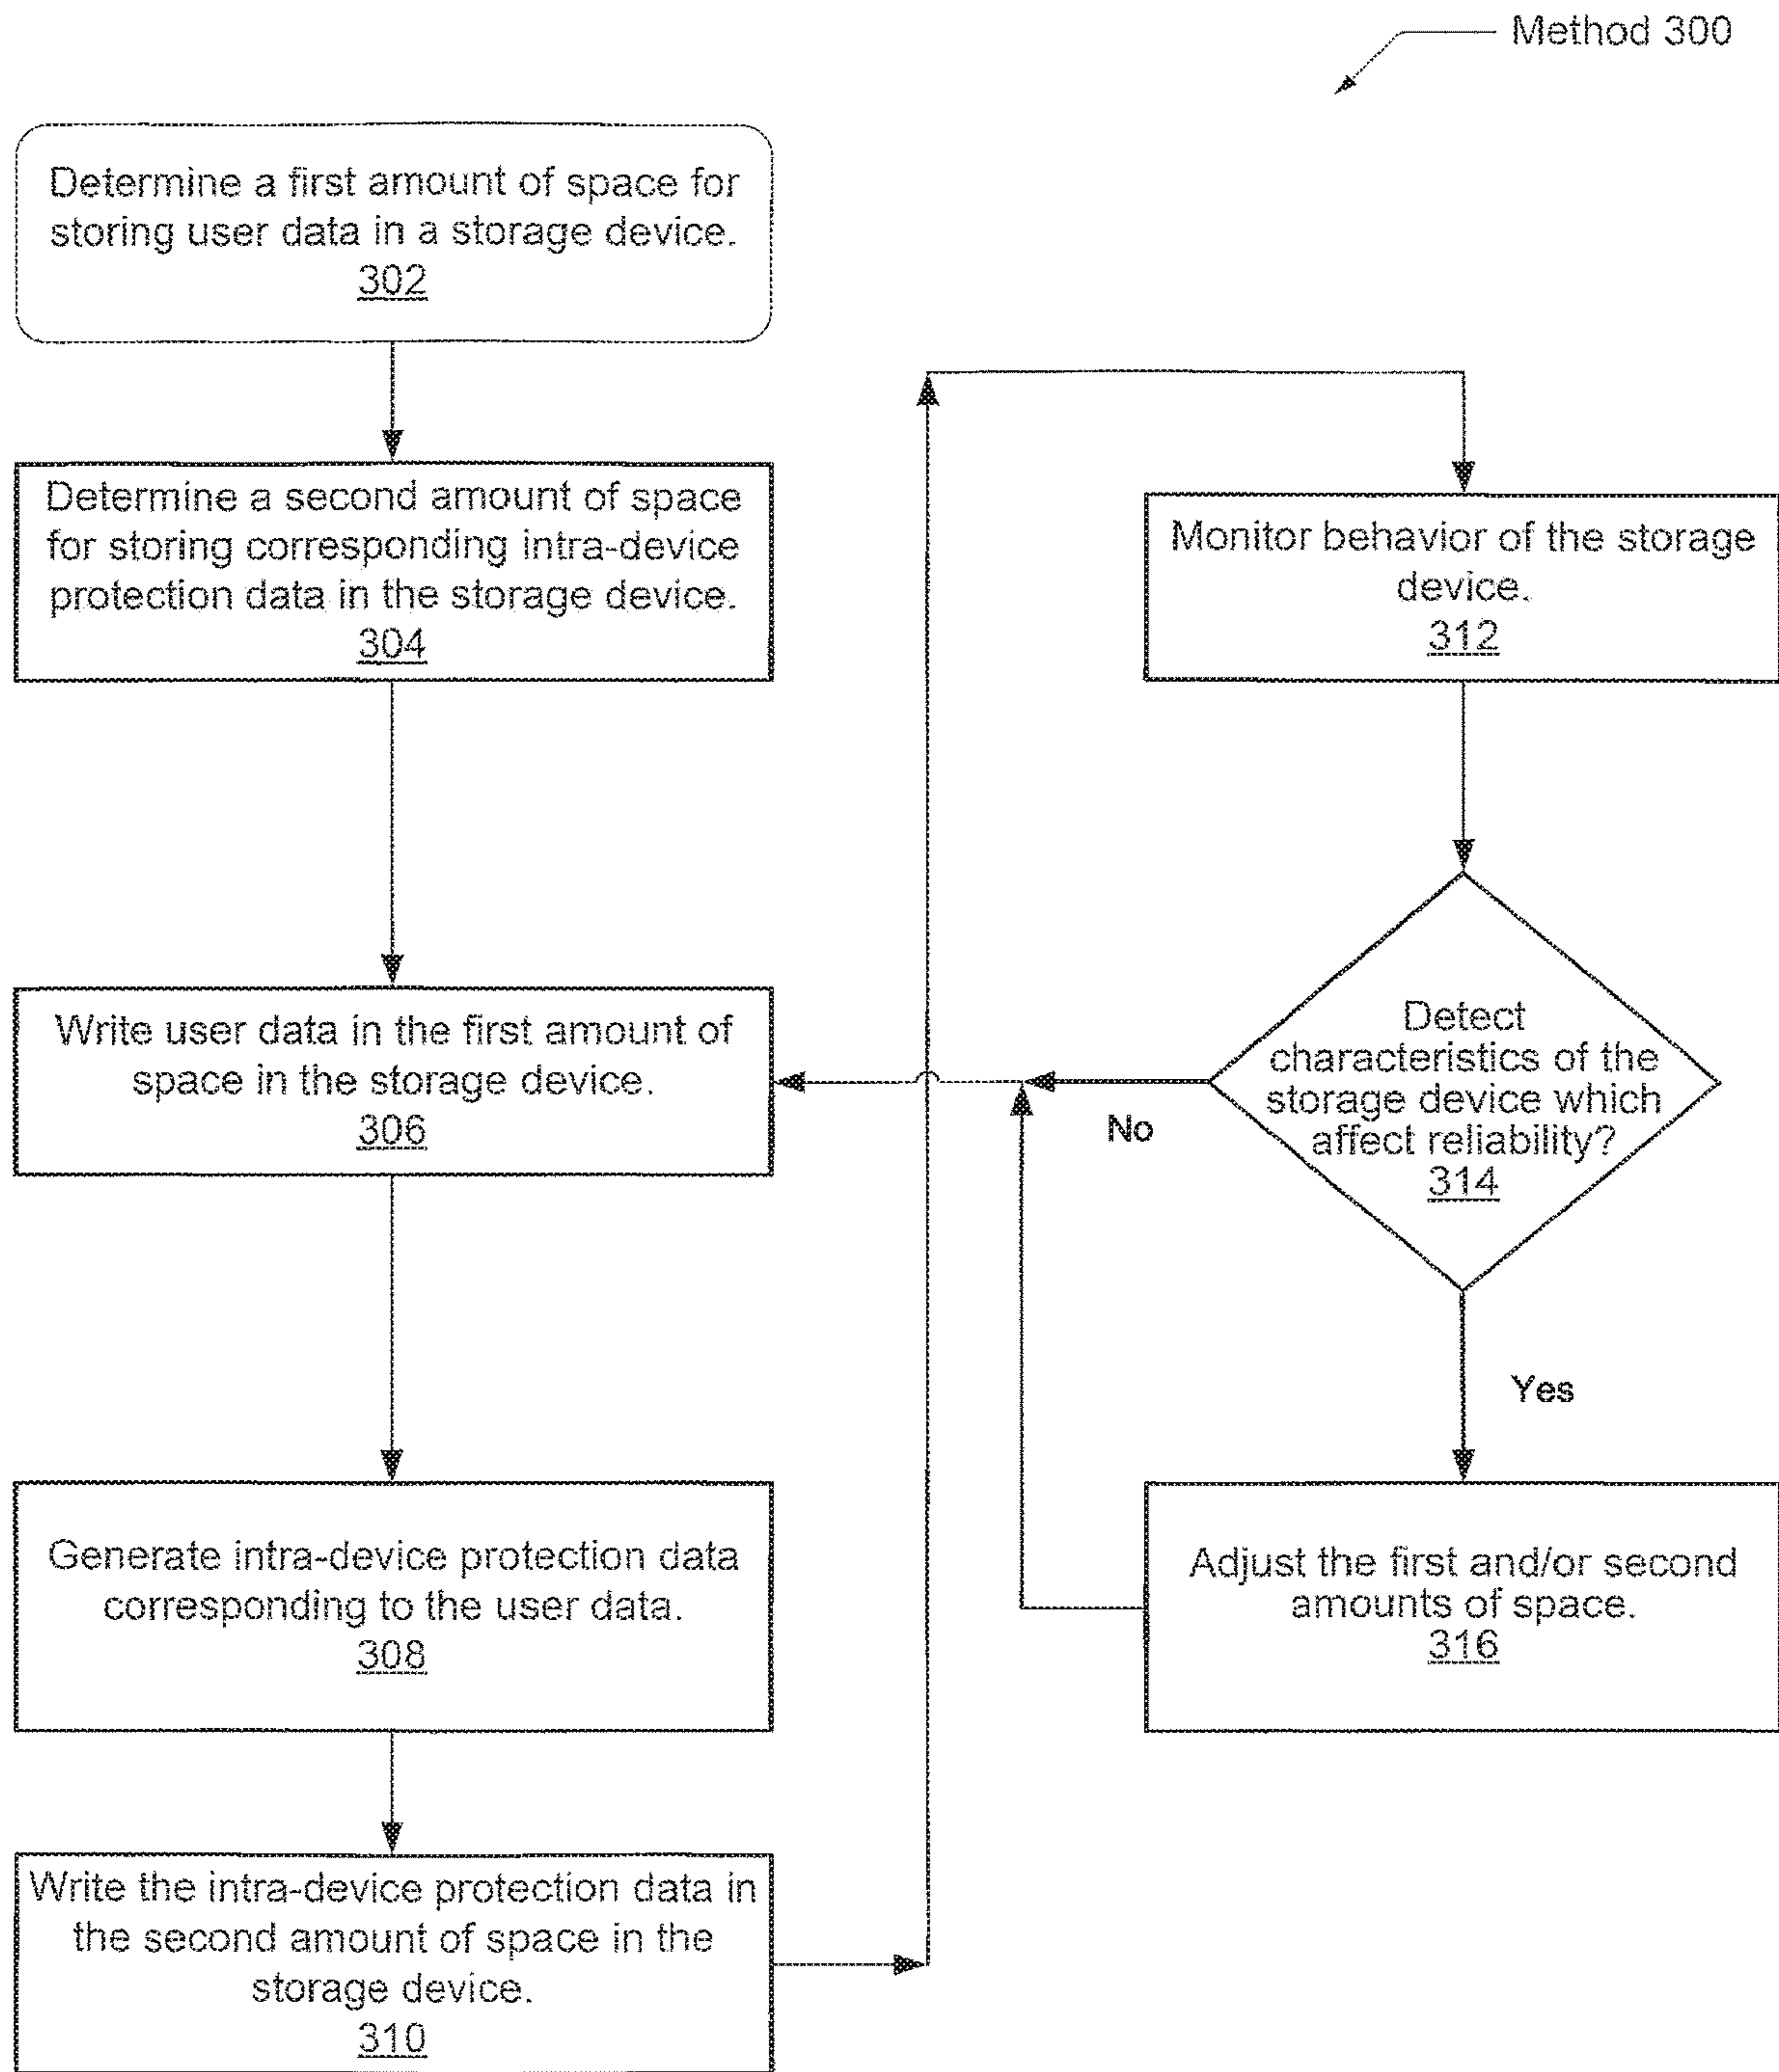 Method 300
Determine a first amount of space for
storing user data in a storage device.
302
Determine a second amount of space
for storing corresponding intra-device
protection data in the storage device.
304
Write user data in the first amount of
space in the storage device.
306
Generate intra-device protection data
corresponding to the user data.
308
Write the intra-device protection data in
the second amount of space in the
storage device.
310
Monitor behavior of the storage
device.
312
Detect
characteristics of the
storage device which
affect reliability?
314
No
Yes
Adjust the first and/or second
amounts of space.
316